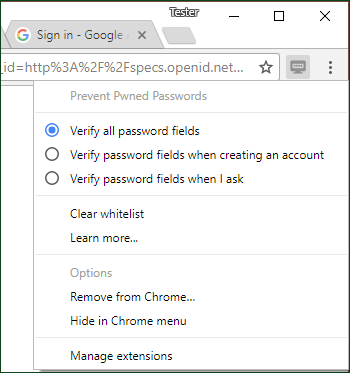 Tester
Sign in - Google A
_id=http%3A%2F%2Fspecs.openid.net...
Prevent Pwned Passwords
Verify all password fields
Verify password fields when creating an account
Verify password fields when I ask
Clear whitelist
Learn more...
Options
Remove from Chrome...
Hide in Chrome menu
Manage extensions